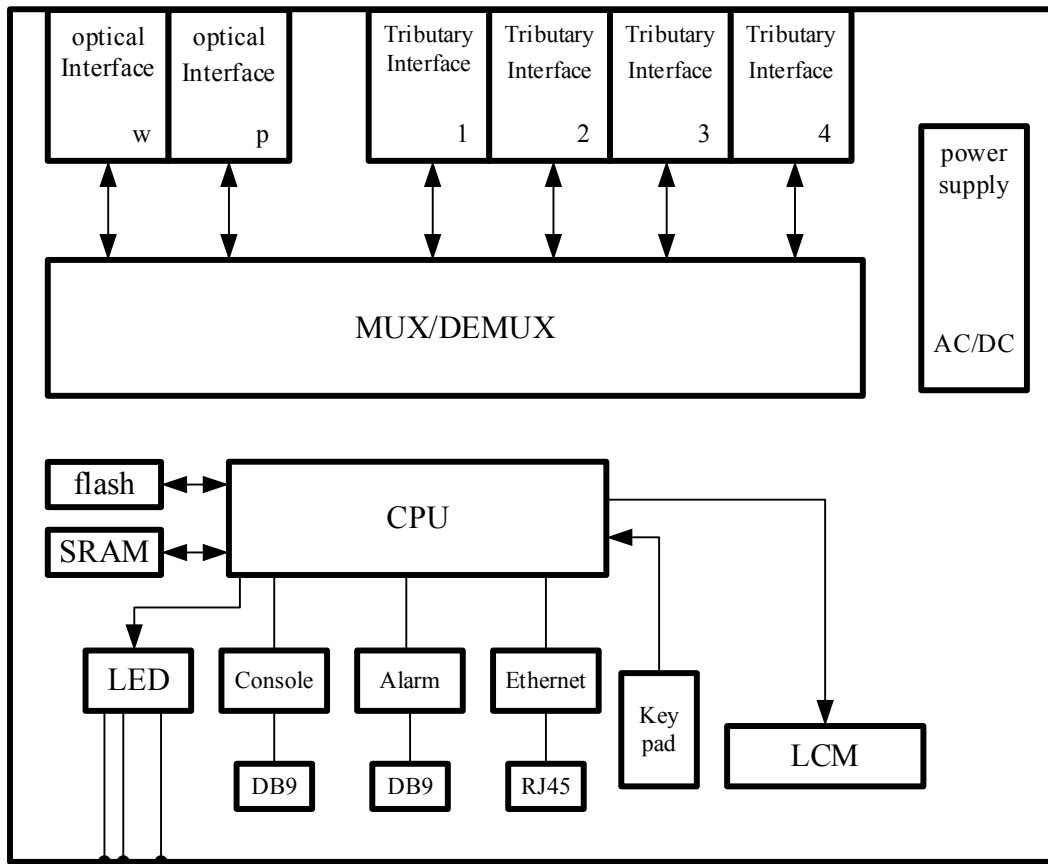 optical
Interface
w
optical
Interface
p
Tributary
Interface
1
Tributary
Interface
2
Tributary
Interface
3
Tributary
Interface
4
power
supply
AC/DC
MUX/DEMUX
flash
CPU
SRAM
LED
Console
Alarm
Ethernet
Key
pad
LCM
DB9
DB9
RJ45